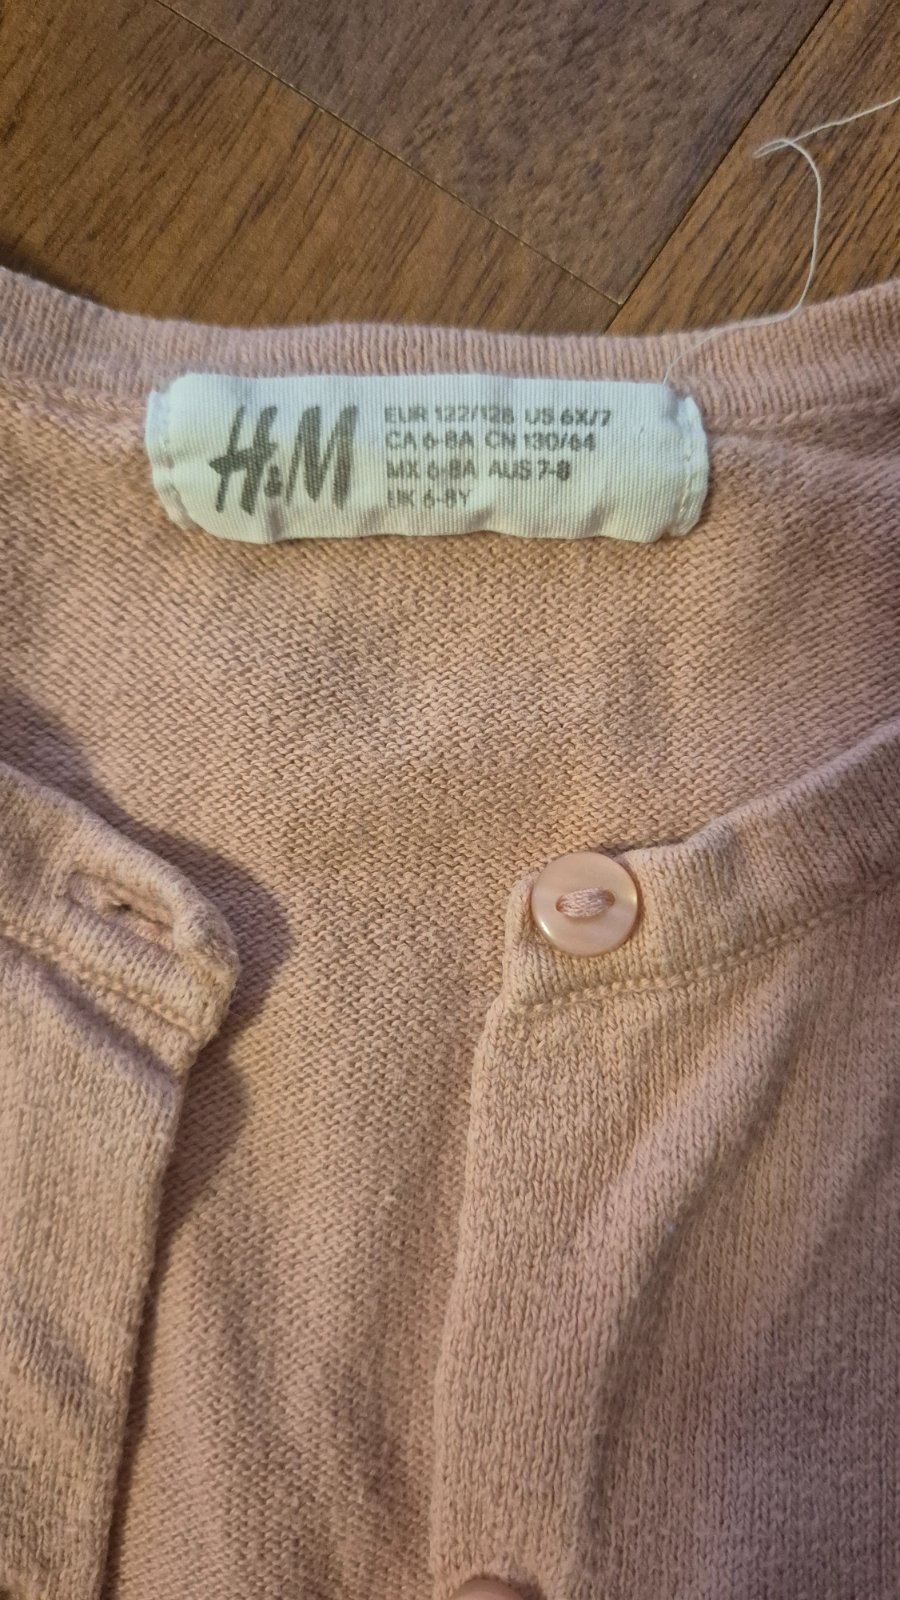 H&M
EUR 122/128 US 6X/7
CA 6-8A CN 130/64
MX 6-8A AUS 7-8
UK 6-8Y